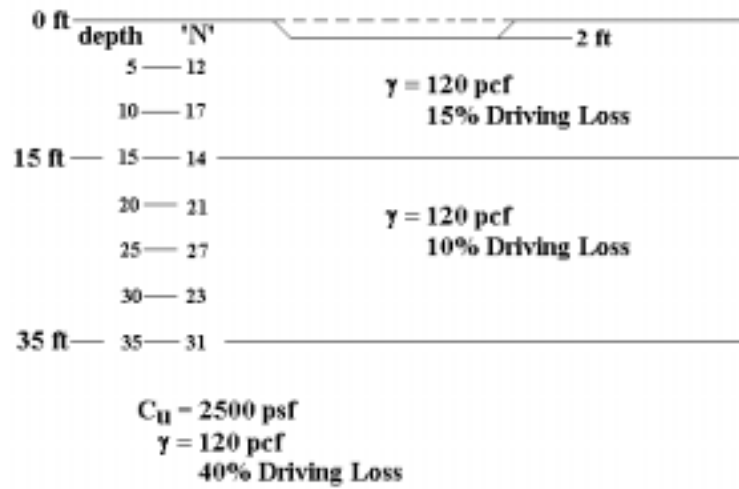 0 ft
depth 'N'
2 ft
5 12
γ = 120 pcf
10 17
15% Driving Loss
15 ft 15 14
20 21
γ = 120 pcf
25 27
10% Driving Loss
30 23
35 ft 35 31
Cu = 2500 psf
γ = 120 pcf
40% Driving Loss